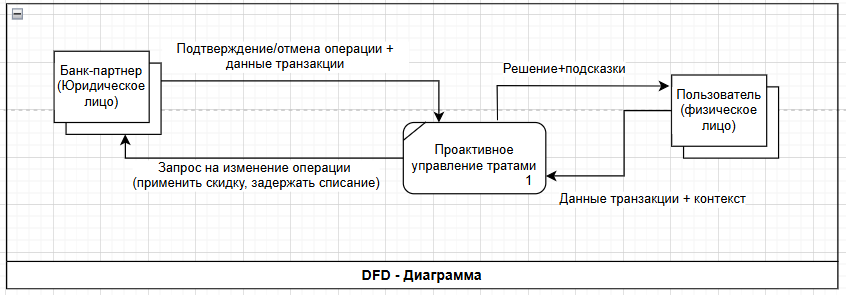 Подтверждение/отмена операции +
данные транзакции
Банк-партнер
(Юридическое
лицо)
Решение+подсказки
Пользователь
(физическое
лицо)
Проактивное
управление тратами
1
Запрос на изменение операции
(применить скидку, задержать списание)
Данные транзакции + контекст
DFD - Диаграмма